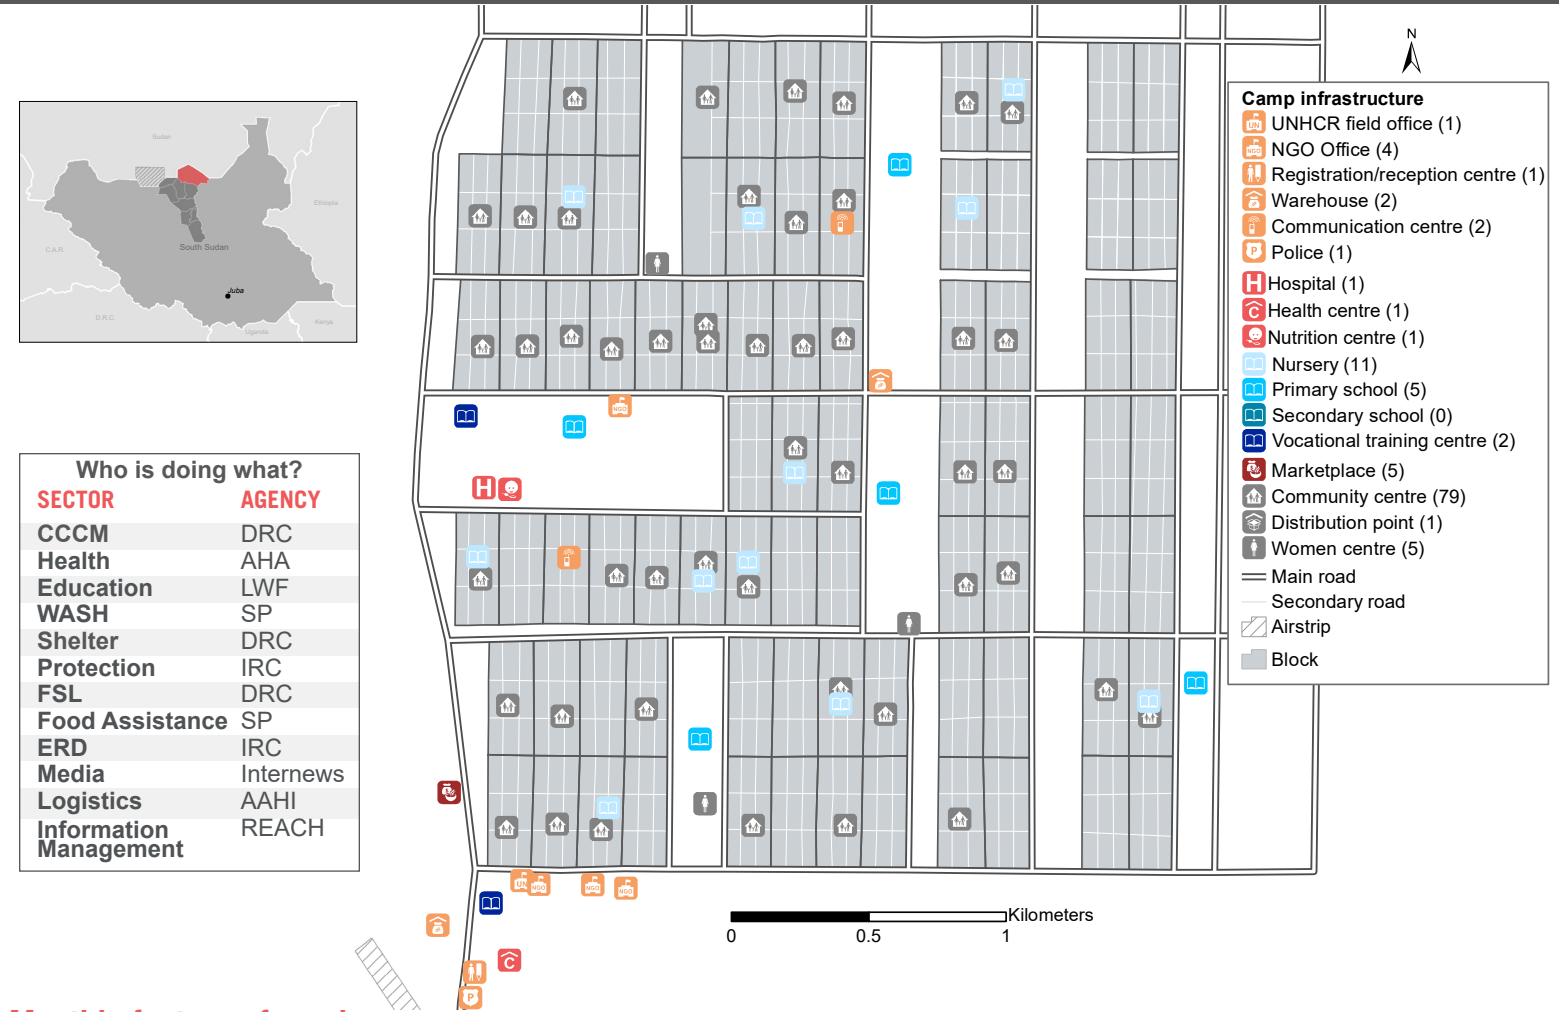 N
Sudan
Ethiopia
C.A.R.
South Sudan
Juba
D.R.C.
Uganda
Kenya
Camp infrastructure
UNHCR field office (1)
NGO Office (4)
Registration/reception centre (1)
Warehouse (2)
Communication centre (2)
Police (1)
Hospital (1)
Health centre (1)
Nutrition centre (1)
Nursery (11)
Primary school (5)
Secondary school (0)
Vocational training centre (2)
Marketplace (5)
Community centre (79)
Distribution point (1)
Women centre (5)
Main road
Secondary road
Airstrip
Block
Who is doing what?
SECTOR AGENCY
CCCM DRC
Health AHA
Education LWF
WASH SP
Shelter DRC
Protection IRC
FSL DRC
Food Assistance SP
ERD IRC
Media Internews
Logistics AAHI
Information REACH
Management
NGO
H
UN NGO NGO NGO
C
P
Kilometers
0 0.5 1